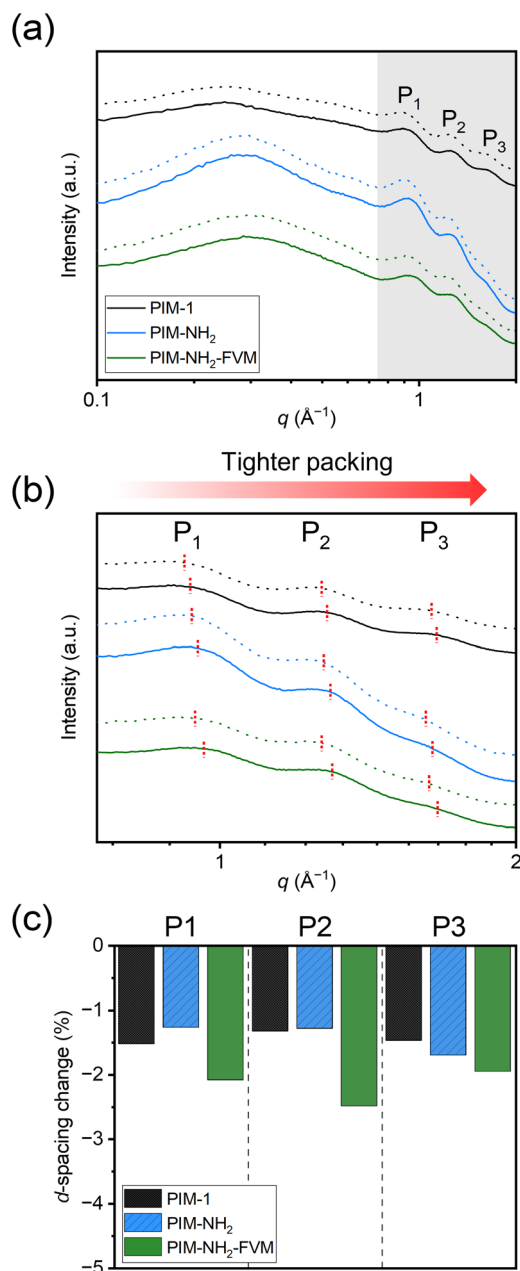 (a)
P₁
P₂
P₃
Intensity (a.u.)
PIM-1
PIM-NH₂
PIM-NH₂-FVM
0.1
1
q (Å⁻¹)
Tighter packing
(b)
P₁
P₂
P₃
Intensity (a.u.)
1
2
q (Å⁻¹)
(c)
P1
P2
P3
0
−1
−2
−3
−4
−5
d-spacing change (%)
PIM-1
PIM-NH₂
PIM-NH₂-FVM